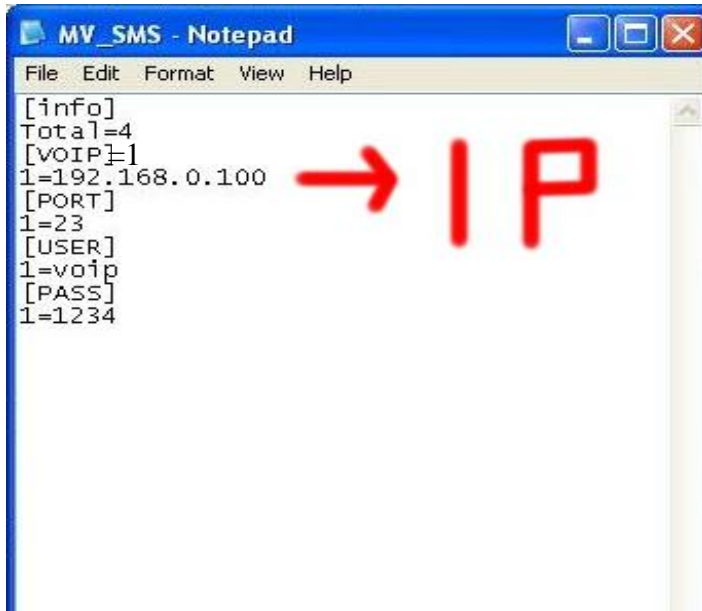 MV_SMS - Notepad
File Edit Format View Help
[info]
Total=4
[VOIP]=1
1=192.168.0.100 → IP
[PORT]
1=23
[USER]
1=voip
[PASS]
1=1234